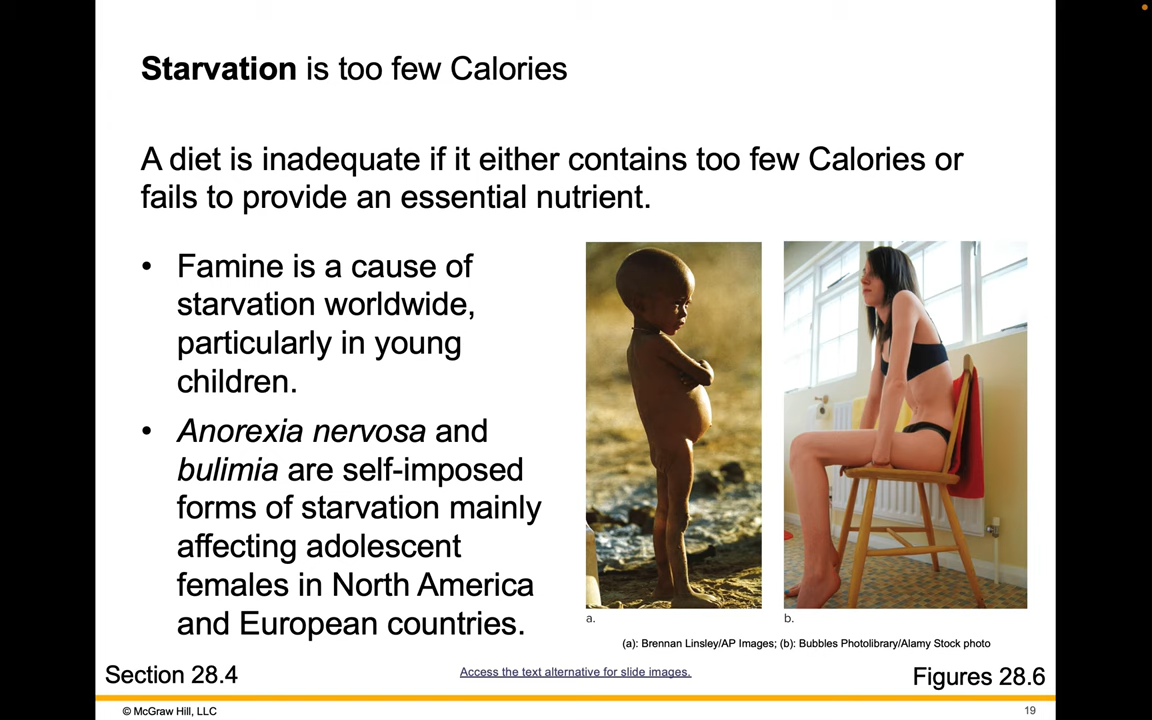 Starvation is too few Calories
A diet is inadequate if it either contains too few Calories or
fails to provide an essential nutrient.
• Famine is a cause of
starvation worldwide,
particularly in young
children.
• Anorexia nervosa and
bulimia are self-imposed
forms of starvation mainly
affecting adolescent
females in North America
and European countries.
a.
b.
(a): Brennan Linsley/AP Images; (b): Bubbles Photolibrary/Alamy Stock photo
Section 28.4
Access the text alternative for slide images.
Figures 28.6
© McGraw Hill, LLC
19